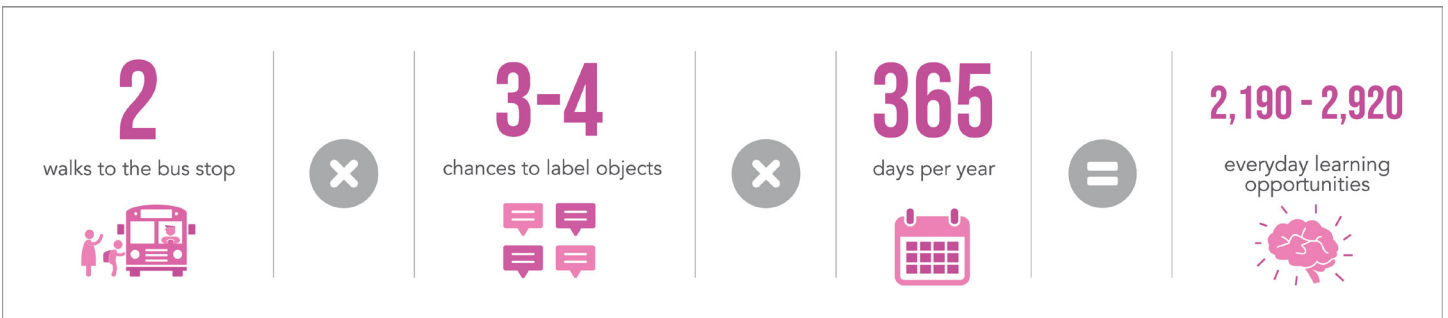 2
walks to the bus stop
×
3-4
chances to label objects
×
365
days per year
=
2,190 - 2,920
everyday learning
opportunities